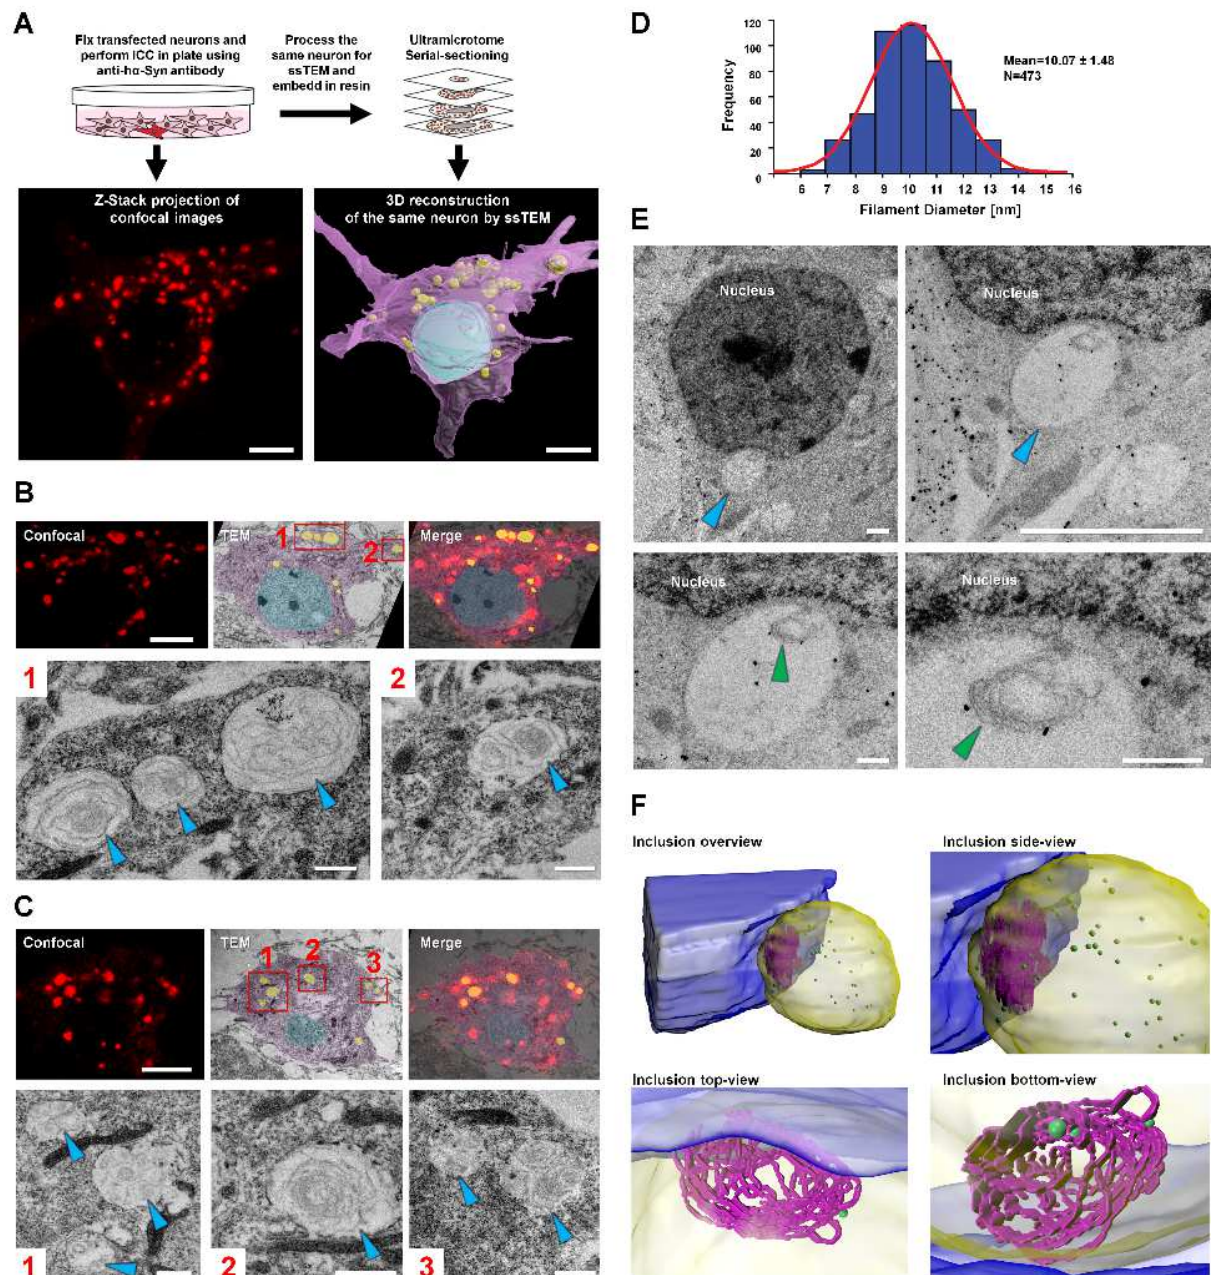 A
Fix transfected neurons and
perform ICC in plate using
anti-hα-Syn antibody
Process the
same neuron for
ssTEM and
embedd in resin
Ultramicrotome
Serial-sectioning
Z-Stack projection of
confocal images
3D reconstruction
of the same neuron by ssTEM
B
Confocal
TEM
1
2
Merge
1
2
C
Confocal
TEM
1
2
3
Merge
1
2
3
D
Frequency
120
100
80
60
40
20
0
6 7 8 9 10 11 12 13 14 15 16
Filament Diameter [nm]
Mean=10.07 ± 1.48
N=473
E
Nucleus
Nucleus
Nucleus
Nucleus
F
Inclusion overview
Inclusion side-view
Inclusion top-view
Inclusion bottom-view